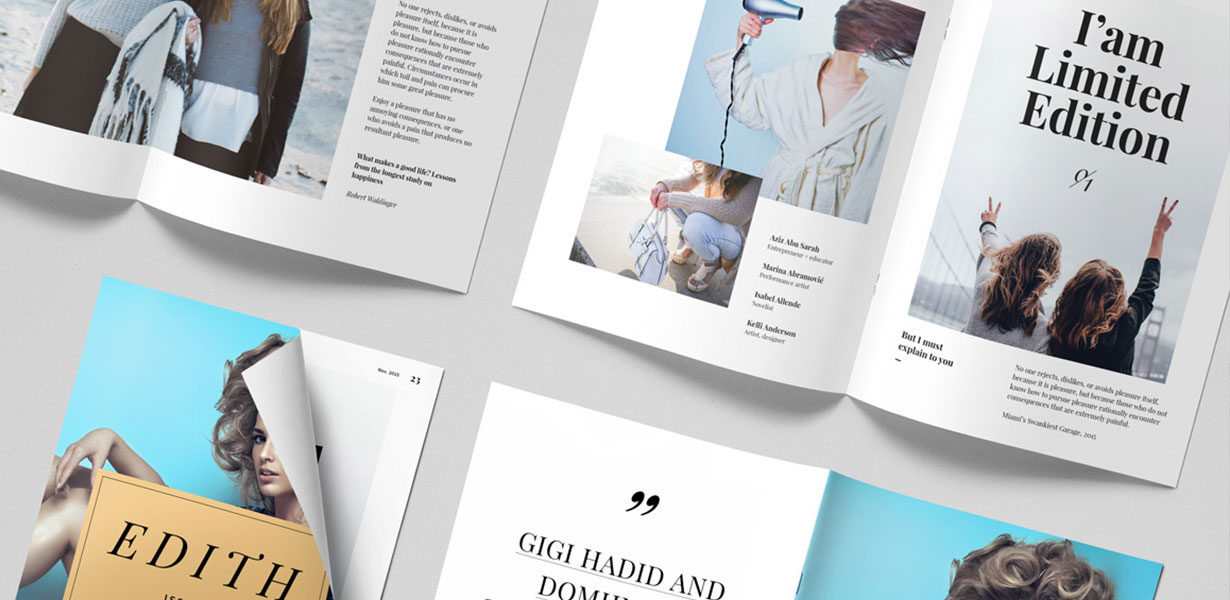 No one rejects, dislikes, or avoids
pleasure itself, because it is
pleasure, but because those who
do not know how to pursue
pleasure rationally encounter
consequences that are extremely
painful. Circumstances occur in
which toil and pain can procure
him some great pleasure.
Enjoy a pleasure that has no
annoying consequences, or one
who avoids a pain that produces no
resultant pleasure.
What makes a good life? Lessons
from the longest study on
happiness
Robert Waldinger
Aziz Abu Sarah
Entrepreneur + educator
Marina Abramović
Performance artist
Isabel Allende
Novelist
Kelli Anderson
Artist, designer
I'am
Limited
Edition
0/1
But I must
explain to you
–
No one rejects, dislikes, or avoids pleasure itself,
because it is pleasure, but because those who do not
know how to pursue pleasure rationally encounter
consequences that are extremely painful.
Miami's Swankiest Garage, 2015
Nov. 2015 23
EDITH
”
GIGI HADID AND